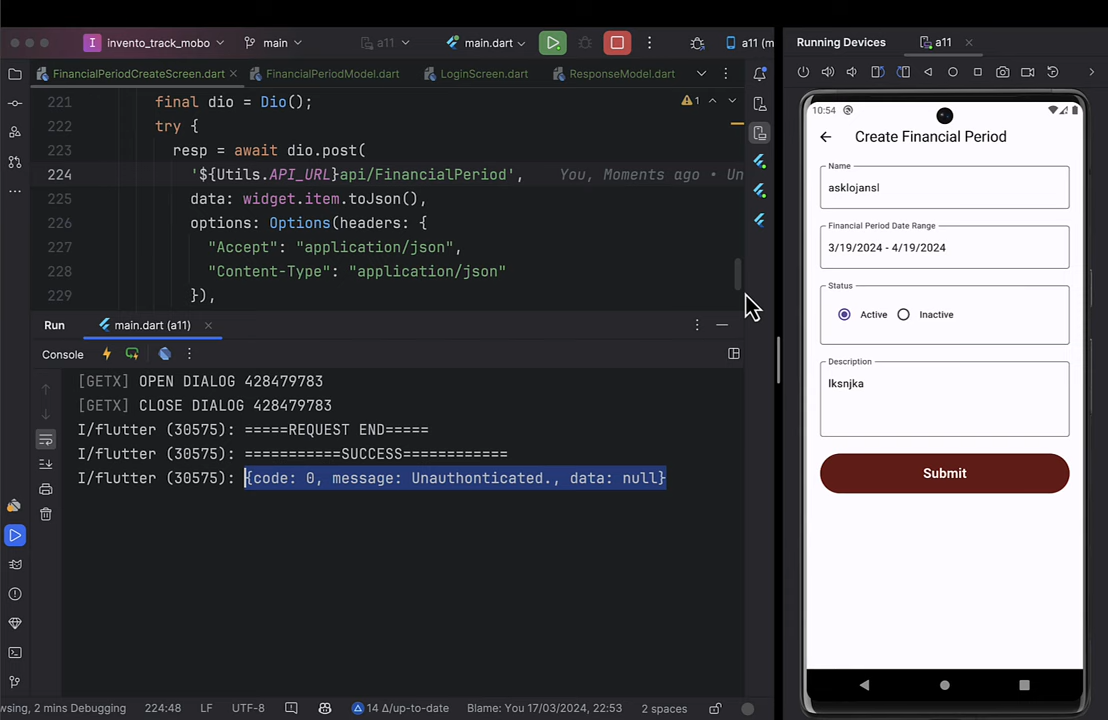 I invento_track_mobo main a11 main.dart a11 (m Running Devices a11
FinancialPeriodCreateScreen.dart FinancialPeriodModel.dart LoginScreen.dart ResponseModel.dart
221 final dio = Dio();
1
222 try {
223 resp = await dio.post(
224 '${Utils.API_URL}api/FinancialPeriod', You, Moments ago • Un
225 data: widget.item.toJson(),
226 options: Options(headers: {
227 "Accept": "application/json",
228 "Content-Type": "application/json"
229 }),
Run main.dart (a11)
Console
[GETX] OPEN DIALOG 428479783
[GETX] CLOSE DIALOG 428479783
I/flutter (30575): =====REQUEST END=====
I/flutter (30575): ===========SUCCESS============
I/flutter (30575): {code: 0, message: Unauthonticated., data: null}
wsing, 2 mins Debugging 224:48 LF UTF-8 14 Δ/up-to-date Blame: You 17/03/2024, 22:53 2 spaces
10:54
Create Financial Period
Name
asklojansl
Financial Period Date Range
3/19/2024 - 4/19/2024
Status
Active Inactive
Description
lksnjka
Submit